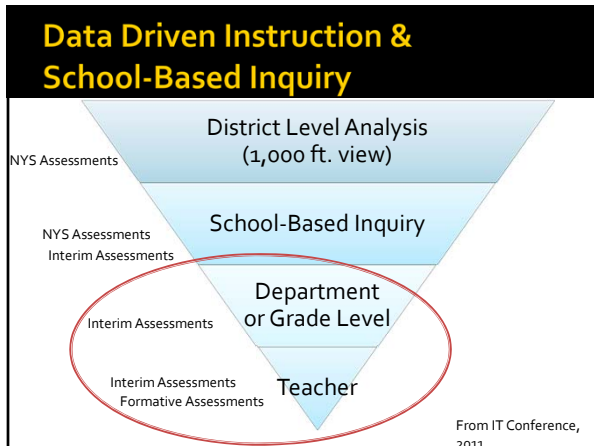 Data Driven Instruction &
School-Based Inquiry
District Level Analysis
(1,000 ft. view)
NYS Assessments
School-Based Inquiry
NYS Assessments
Interim Assessments
Department
or Grade Level
Interim Assessments
Teacher
Interim Assessments
Formative Assessments
From IT Conference,
2011